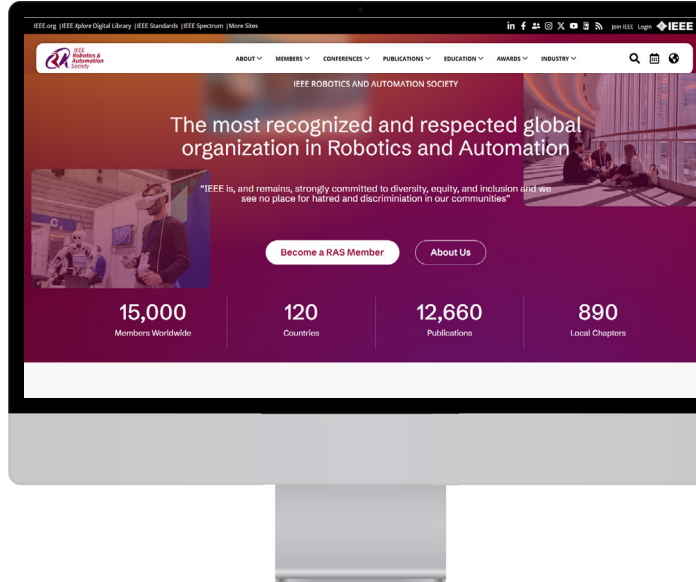 IEEE.org |IEEE Xplore Digital Library |IEEE Standards |IEEE Spectrum |More Sites
Join IEEE Login IEEE
IEEE
Robotics &
Automation
Society
ABOUT MEMBERS CONFERENCES PUBLICATIONS EDUCATION AWARDS INDUSTRY
IEEE ROBOTICS AND AUTOMATION SOCIETY
The most recognized and respected global
organization in Robotics and Automation
“IEEE is, and remains, strongly committed to diversity, equity, and inclusion and we
see no place for hatred and discriminiation in our communities”
Become a RAS Member About Us
15,000 120 12,660 890
Members Worldwide Countries Publications Local Chapters